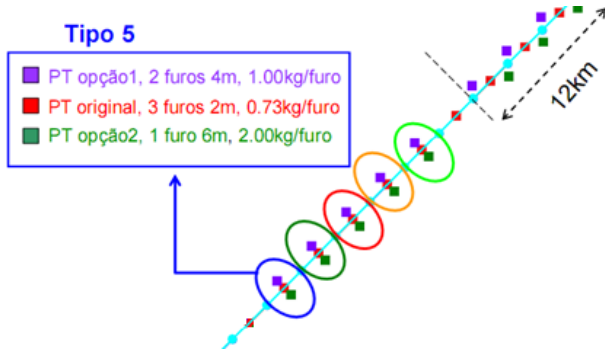 Tipo 5
PT opção1, 2 furos 4m, 1.00kg/furo
PT original, 3 furos 2m, 0.73kg/furo
PT opção2, 1 furo 6m, 2.00kg/furo
12km